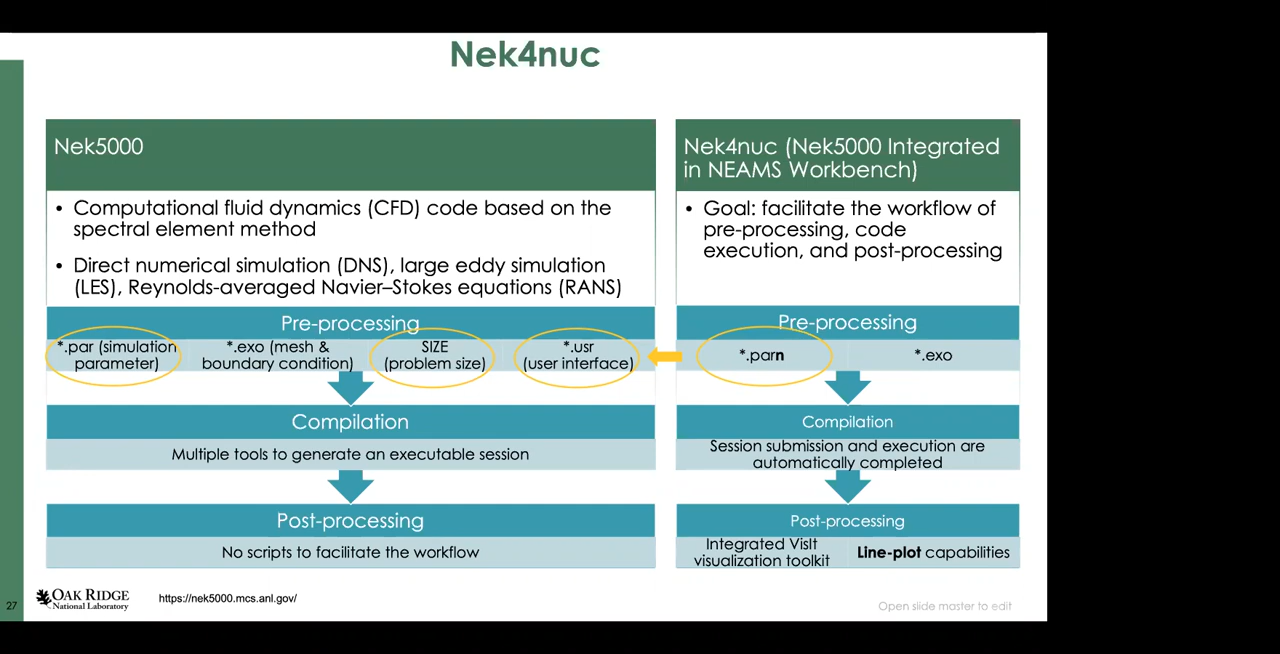 Nek4nuc
Nek5000
• Computational fluid dynamics (CFD) code based on the
spectral element method
• Direct numerical simulation (DNS), large eddy simulation
(LES), Reynolds-averaged Navier–Stokes equations (RANS)
Pre-processing
*.par (simulation
parameter)
*.exo (mesh &
boundary condition)
SIZE
(problem size)
*.usr
(user interface)
Compilation
Multiple tools to generate an executable session
Post-processing
No scripts to facilitate the workflow
Nek4nuc (Nek5000 Integrated
in NEAMS Workbench)
• Goal: facilitate the workflow of
pre-processing, code
execution, and post-processing
Pre-processing
*.parn
*.exo
Compilation
Session submission and execution are
automatically completed
Post-processing
Integrated VisIt
visualization toolkit
Line-plot capabilities
27
OAK RIDGE
National Laboratory
https://nek5000.mcs.anl.gov/
Open slide master to edit